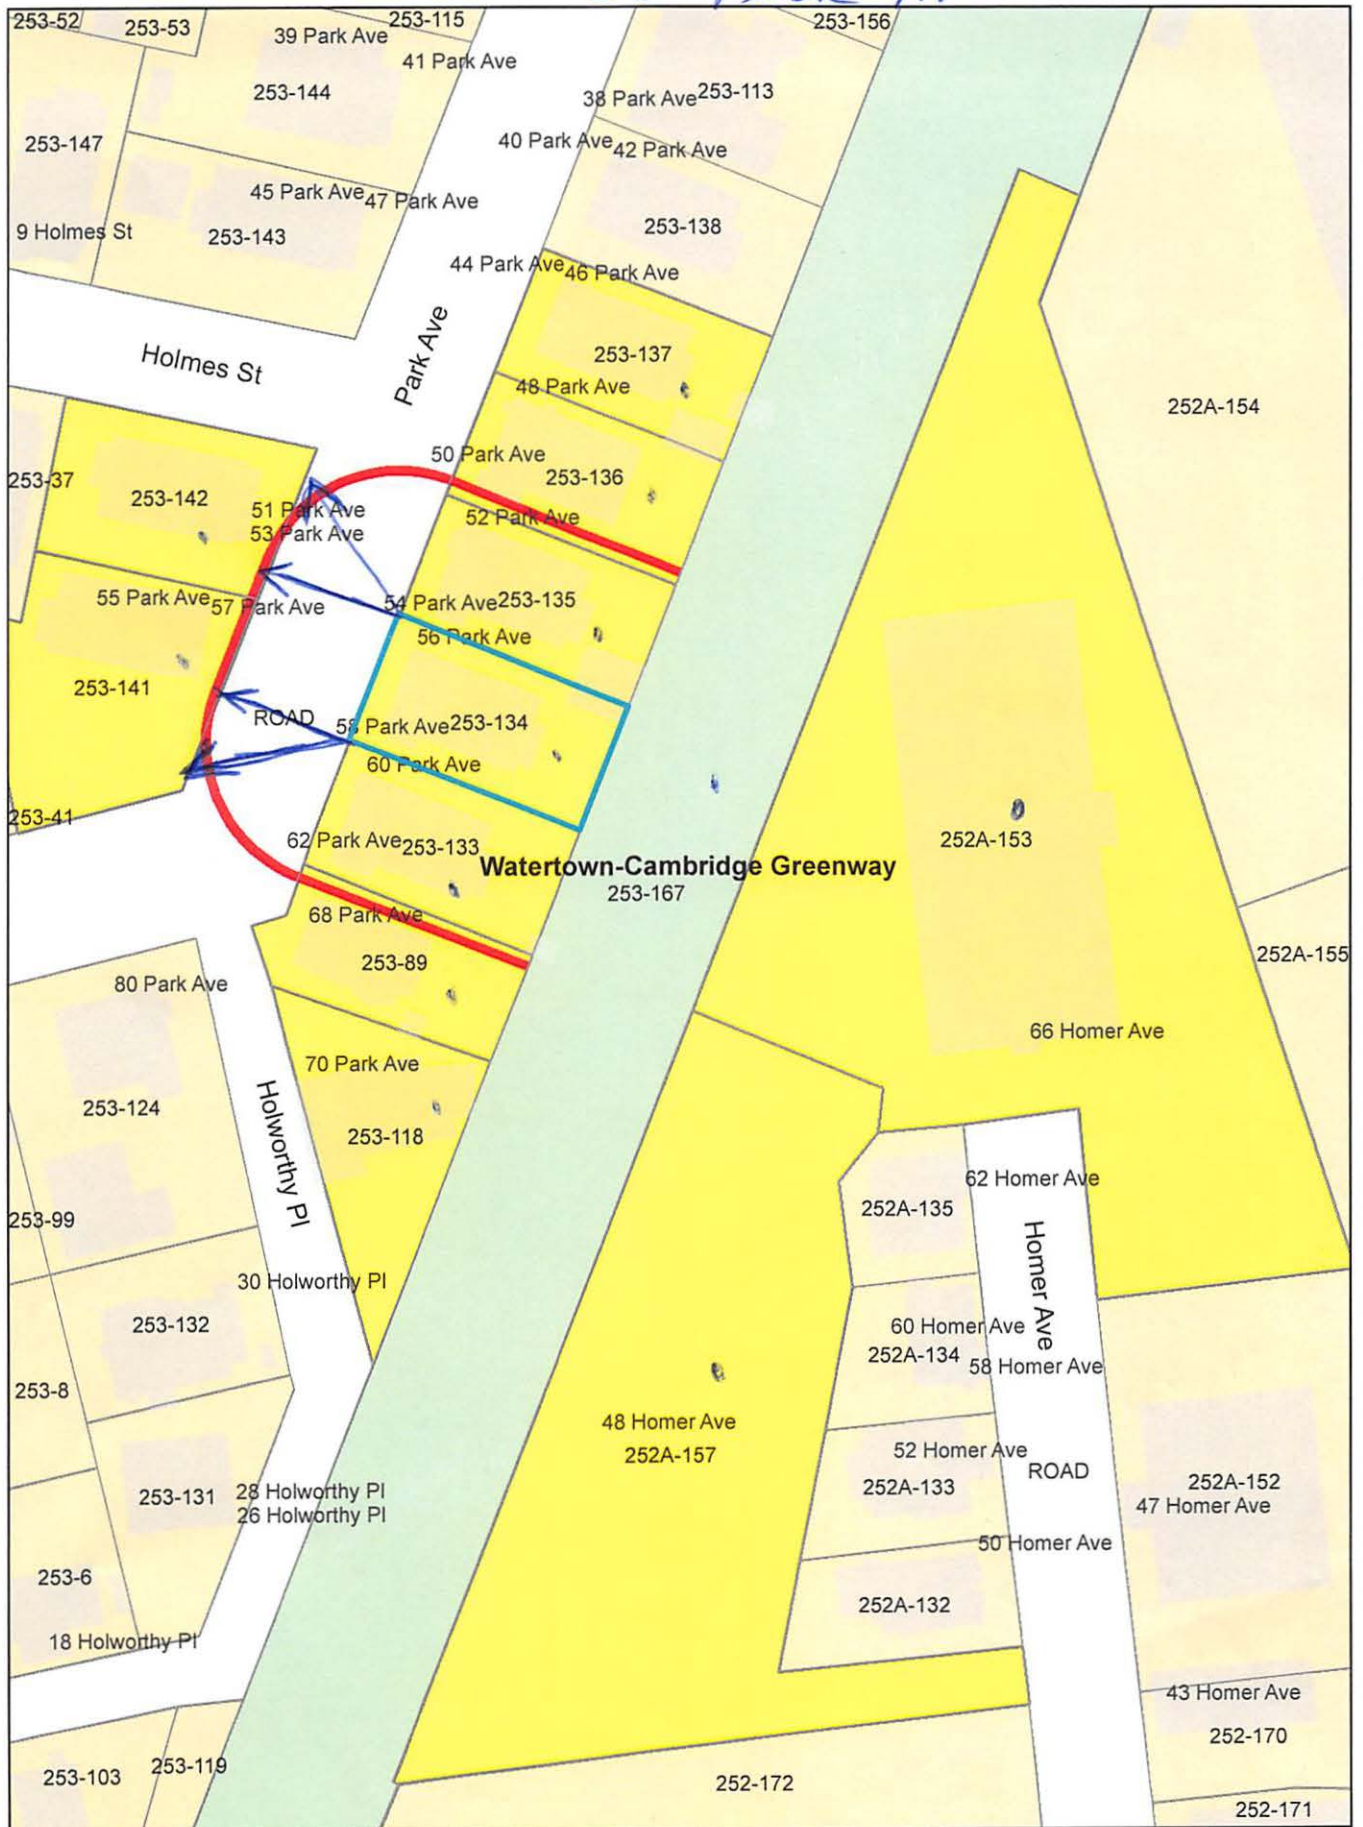 253-52
253-53
253-115
253-156
39 Park Ave
41 Park Ave
253-144
38 Park Ave
253-113
253-147
40 Park Ave
42 Park Ave
45 Park Ave
47 Park Ave
9 Holmes St
253-143
253-138
44 Park Ave
46 Park Ave
Holmes St
Park Ave
253-137
48 Park Ave
252A-154
50 Park Ave
253-37
253-142
253-136
51 Park Ave
52 Park Ave
53 Park Ave
55 Park Ave
57 Park Ave
54 Park Ave
253-135
56 Park Ave
253-141
ROAD
58 Park Ave
253-134
60 Park Ave
253-41
62 Park Ave
253-133
252A-153
Watertown-Cambridge Greenway
253-167
68 Park Ave
253-89
252A-155
80 Park Ave
66 Homer Ave
70 Park Ave
253-124
253-118
Holworthy Pl
62 Homer Ave
252A-135
253-99
Homer Ave
30 Holworthy Pl
253-132
60 Homer Ave
252A-134
58 Homer Ave
253-8
48 Homer Ave
252A-157
52 Homer Ave
ROAD
252A-133
252A-152
47 Homer Ave
253-131
28 Holworthy Pl
26 Holworthy Pl
50 Homer Ave
253-6
252A-132
18 Holworthy Pl
43 Homer Ave
252-170
253-103
253-119
252-172
252-171